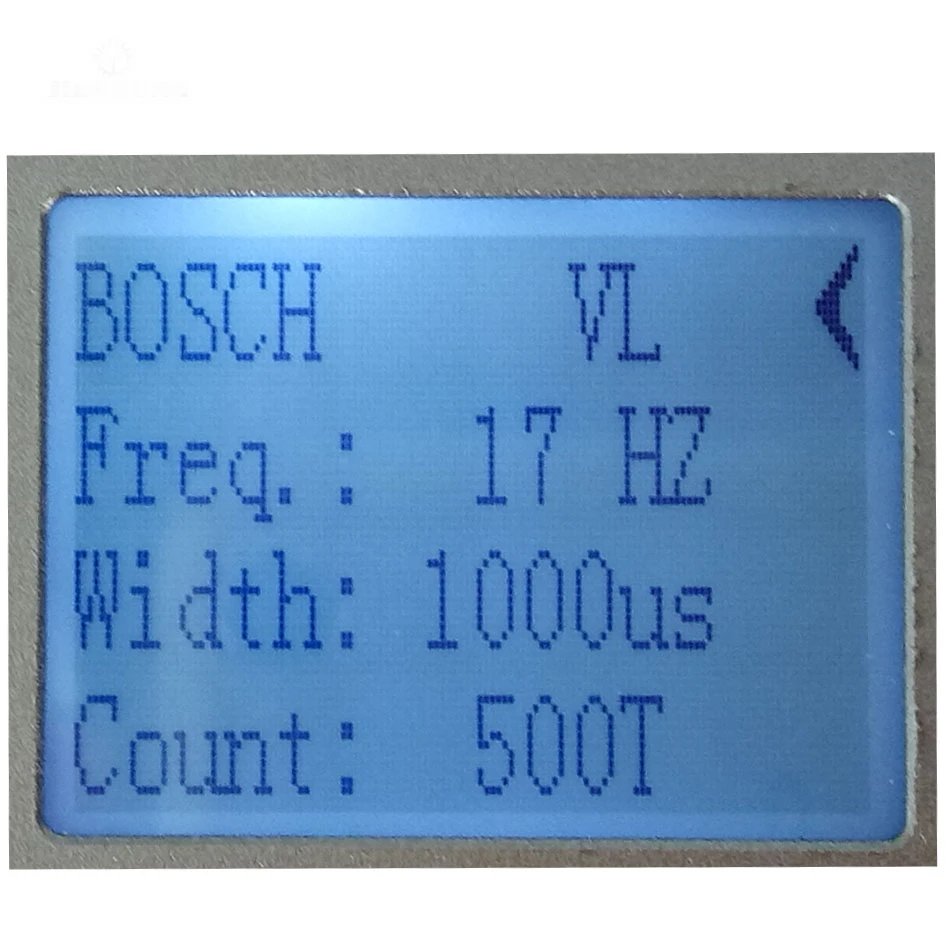 BOSCH VL <
Freq.: 17 HZ
Width: 1000us
Count: 500T